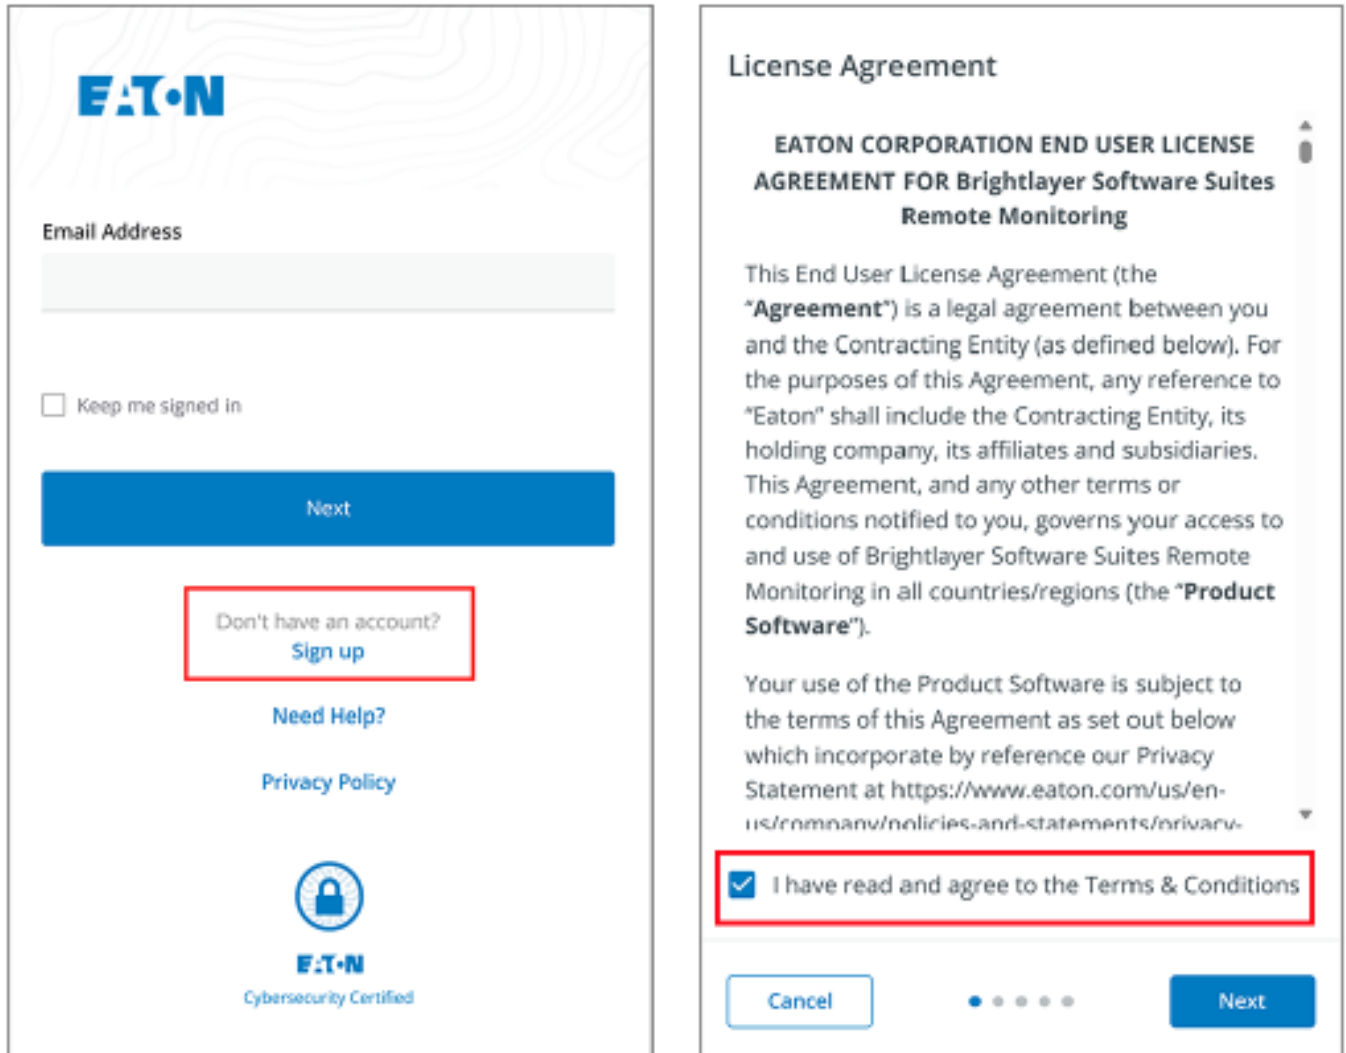 EATON
Email Address
Keep me signed in
Next
Don't have an account?
Sign up
Need Help?
Privacy Policy
EATON
Cybersecurity Certified
License Agreement
EATON CORPORATION END USER LICENSE
AGREEMENT FOR Brightlayer Software Suites
Remote Monitoring
This End User License Agreement (the
“Agreement”) is a legal agreement between you
and the Contracting Entity (as defined below). For
the purposes of this Agreement, any reference to
“Eaton” shall include the Contracting Entity, its
holding company, its affiliates and subsidiaries.
This Agreement, and any other terms or
conditions notified to you, governs your access to
and use of Brightlayer Software Suites Remote
Monitoring in all countries/regions (the “Product
Software”).
Your use of the Product Software is subject to
the terms of this Agreement as set out below
which incorporate by reference our Privacy
Statement at https://www.eaton.com/us/en-
us/company/policies-and-statements/privacy-
I have read and agree to the Terms & Conditions
Cancel
Next